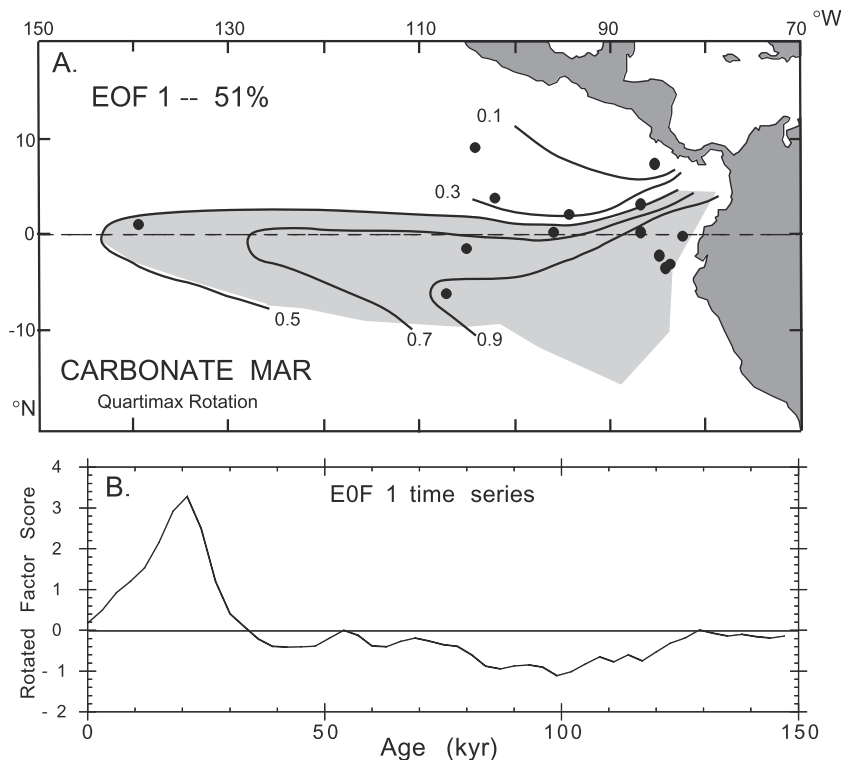 150 130 110 90 70 °W
A.
EOF 1 -- 51%
0.1
10
0.3
0
0.5
0.7
0.9
-10
CARBONATE MAR
Quartimax Rotation
°N
4
B.
E0F 1 time series
3
2
1
0
- 1
- 2
Rotated Factor Score
0 50 100 150
Age (kyr)